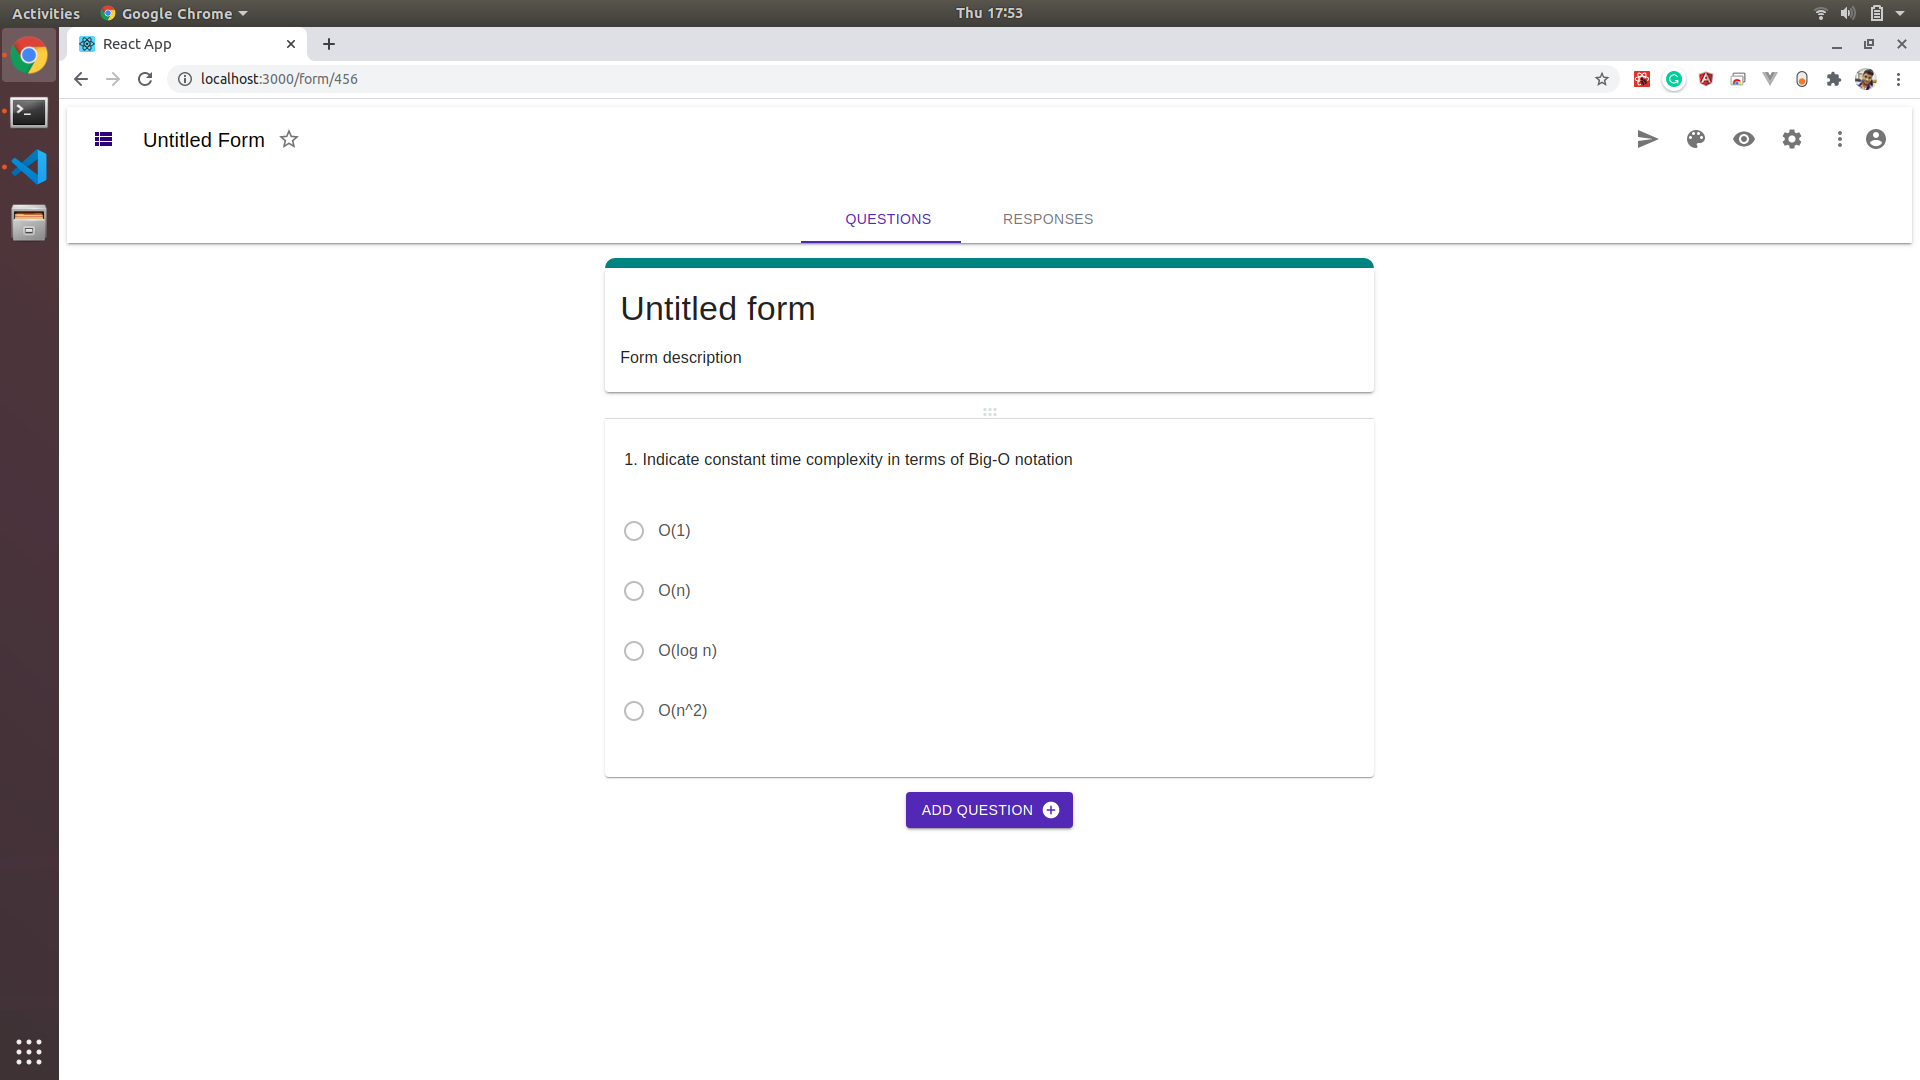 Activities Google Chrome Thu 17:53
React App
localhost:3000/form/456
Untitled Form
QUESTIONS RESPONSES
Untitled form
Form description
1. Indicate constant time complexity in terms of Big-O notation
O(1)
O(n)
O(log n)
O(n^2)
ADD QUESTION